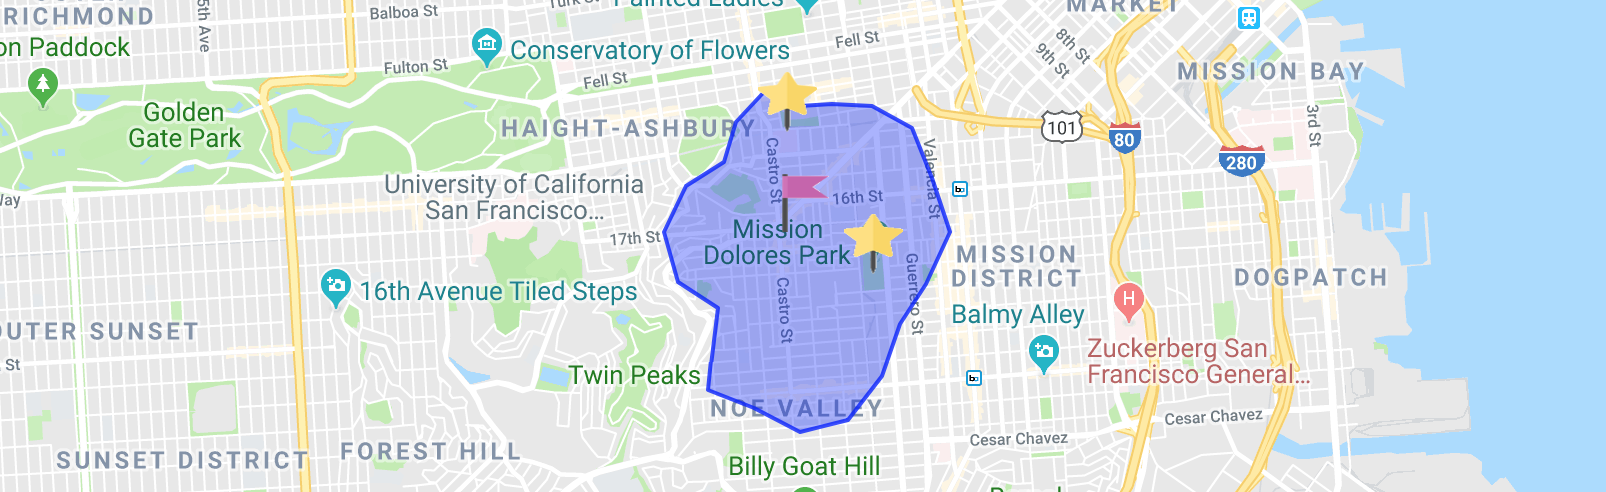 RICHMOND
5th Ave
Balboa St
Turk St
Painted Ladies
MARKET
on Paddock
Conservatory of Flowers
Fell St
8th St
9th St
MISSION BAY
Fulton St
Fell St
Golden
Gate Park
HAIGHT-ASHBURY
101
80
280
3rd St
Castro St
Valencia St
University of California
San Francisco...
16th St
Way
17th St
Mission
Dolores Park
MISSION
DISTRICT
DOGPATCH
Guerrero St
Castro St
16th Avenue Tiled Steps
H
Balmy Alley
OUTER SUNSET
St
Zuckerberg San
Francisco General...
Twin Peaks
NOE VALLEY
Cesar Chavez
Cesar Chavez
FOREST HILL
SUNSET DISTRICT
Billy Goat Hill